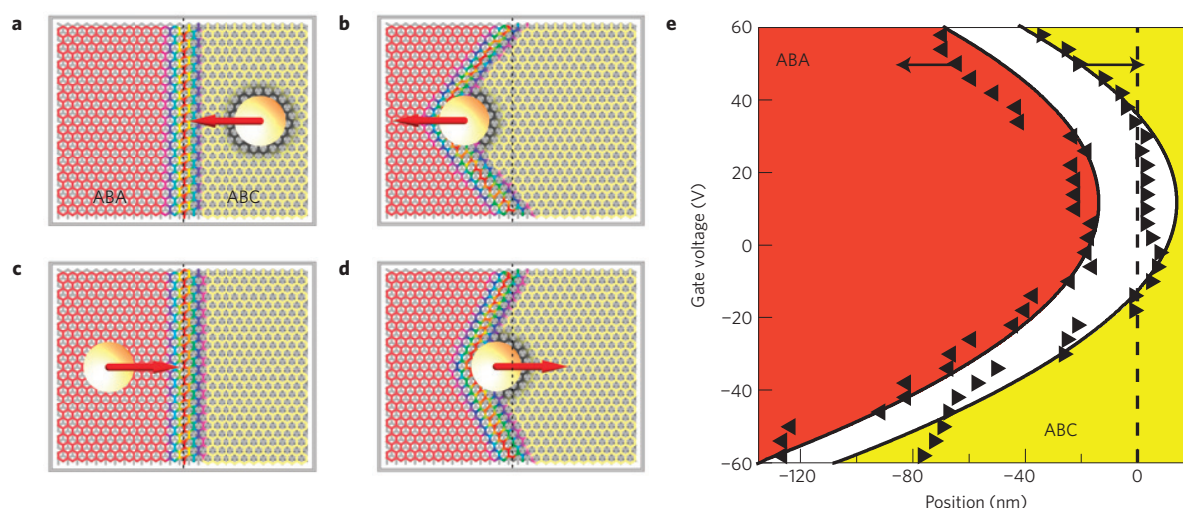 a
ABA
ABC
b
c
d
e
60
40
20
0
−20
−40
−60
Gate voltage (V)
ABA
ABC
−120
−80
−40
0
Position (nm)